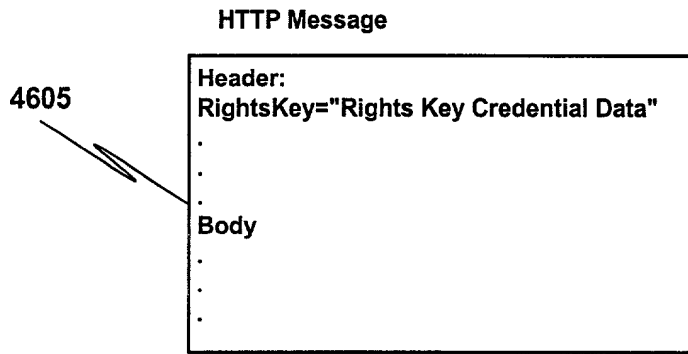 HTTP Message
4605
Header:
RightsKey="Rights Key Credential Data"
.
.
.
Body
.
.
.